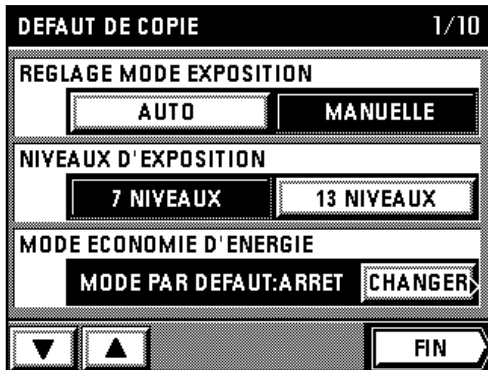 DEFAUT DE COPIE 1/10
REGLAGE MODE EXPOSITION
AUTO MANUELLE
NIVEAUX D'EXPOSITION
7 NIVEAUX 13 NIVEAUX
MODE ECONOMIE D'ENERGIE
MODE PAR DEFAUT:ARRET CHANGER
FIN